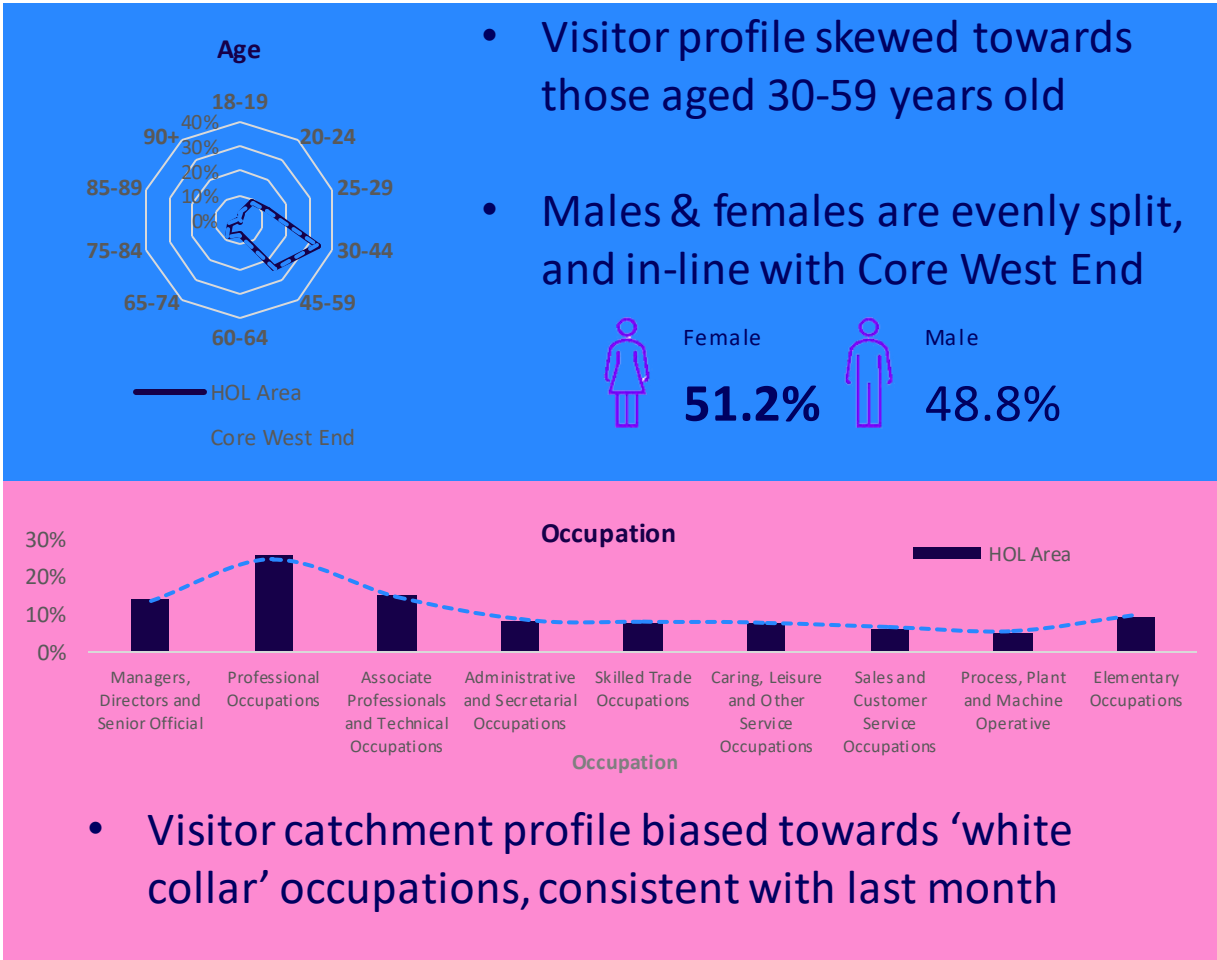 Age
18-19
20-24
25-29
30-44
45-59
60-64
65-74
75-84
85-89
90+
40%
30%
20%
10%
0%
HOL Area
Core West End
• Visitor profile skewed towards
those aged 30-59 years old
• Males & females are evenly split,
and in-line with Core West End
Female
51.2%
Male
48.8%
Occupation
HOL Area
30%
20%
10%
0%
Managers,
Directors and
Senior Official
Professional
Occupations
Associate
Professionals
and Technical
Occupations
Administrative
and Secretarial
Occupations
Skilled Trade
Occupations
Caring, Leisure
and Other
Service
Occupations
Sales and
Customer
Service
Occupations
Process, Plant
and Machine
Operative
Elementary
Occupations
Occupation
• Visitor catchment profile biased towards ‘white
collar’ occupations, consistent with last month